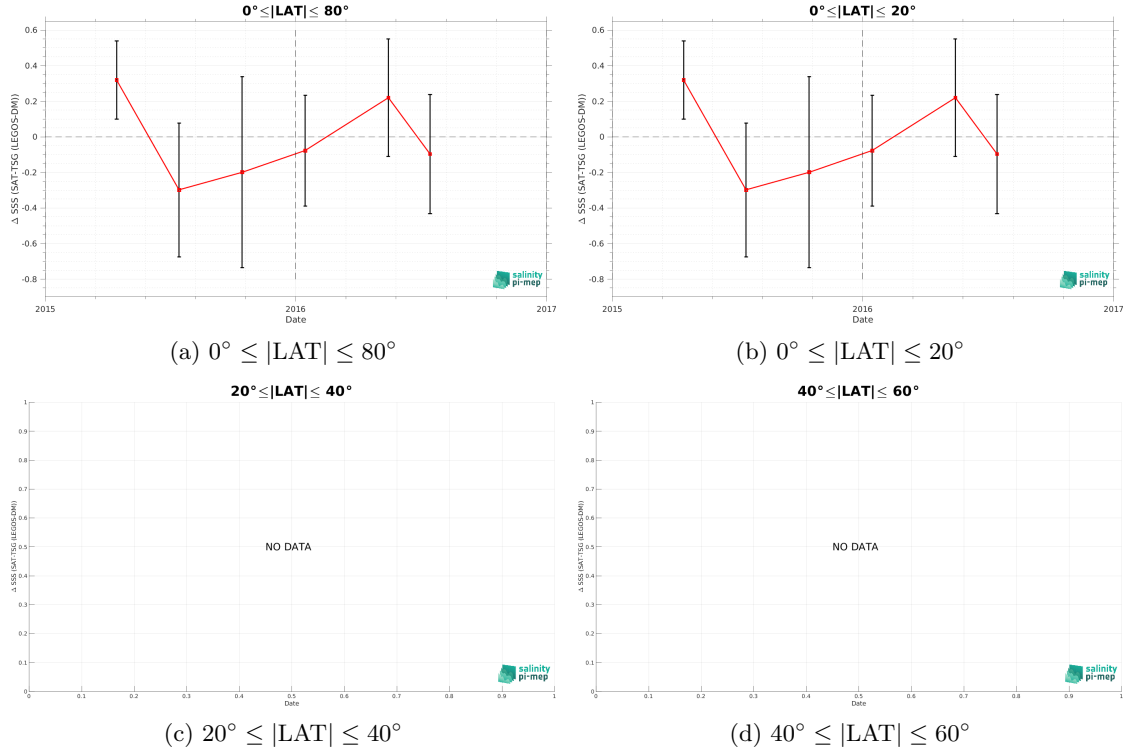 0°≤|LAT|≤ 80°
Δ SSS (SAT-TSG (LEGOS-DM))
0.6
0.4
0.2
0
-0.2
-0.4
-0.6
-0.8
2015
2016
2017
Date
salinity
pi-mep
(a) 0° ≤ |LAT| ≤ 80°
0°≤|LAT|≤ 20°
Δ SSS (SAT-TSG (LEGOS-DM))
0.6
0.4
0.2
0
-0.2
-0.4
-0.6
-0.8
2015
2016
2017
Date
salinity
pi-mep
(b) 0° ≤ |LAT| ≤ 20°
20°≤|LAT|≤ 40°
Δ SSS (SAT-TSG (LEGOS-DM))
1
0.9
0.8
0.7
0.6
0.5
0.4
0.3
0.2
0.1
0
NO DATA
0
0.1
0.2
0.3
0.4
0.5
0.6
0.7
0.8
0.9
1
Date
salinity
pi-mep
(c) 20° ≤ |LAT| ≤ 40°
40°≤|LAT|≤ 60°
Δ SSS (SAT-TSG (LEGOS-DM))
1
0.9
0.8
0.7
0.6
0.5
0.4
0.3
0.2
0.1
0
NO DATA
0
0.1
0.2
0.3
0.4
0.5
0.6
0.7
0.8
0.9
1
Date
salinity
pi-mep
(d) 40° ≤ |LAT| ≤ 60°